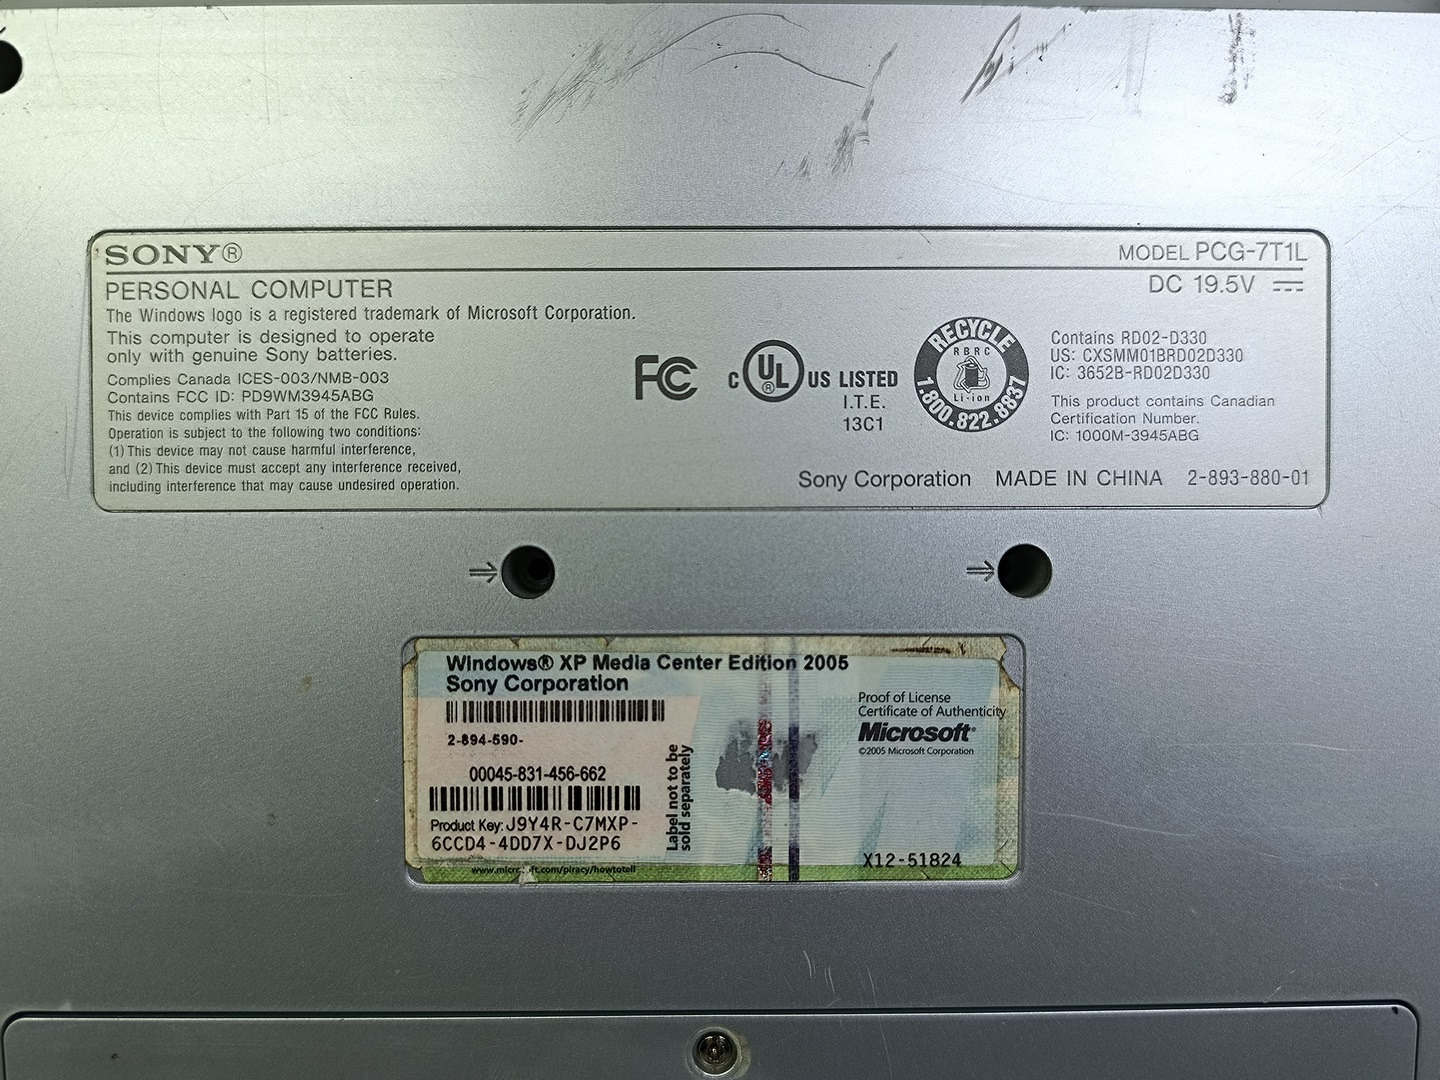 SONY®
MODEL PCG-7T1L
PERSONAL COMPUTER
DC 19.5V
The Windows logo is a registered trademark of Microsoft Corporation.
This computer is designed to operate
only with genuine Sony batteries.
Complies Canada ICES-003/NMB-003
Contains FCC ID: PD9WM3945ABG
This device complies with Part 15 of the FCC Rules.
Operation is subject to the following two conditions:
(1) This device may not cause harmful interference,
and (2) This device must accept any interference received,
including interference that may cause undesired operation.
FC
C UL® US LISTED
I.T.E.
13C1
RECYCLE
RBRC
Li-ion
1.800.822.8837
Contains RD02-D330
US: CXSMM01BRD02D330
IC: 3652B-RD02D330
This product contains Canadian
Certification Number.
IC: 1000M-3945ABG
Sony Corporation MADE IN CHINA 2-893-880-01
Windows® XP Media Center Edition 2005
Sony Corporation
2-894-590-
00045-831-456-662
Product Key: J9Y4R-C7MXP-
6CCD4-4DD7X-DJ2P6
Label not to be
sold separately
Proof of License
Certificate of Authenticity
Microsoft®
©2005 Microsoft Corporation
X12-51824